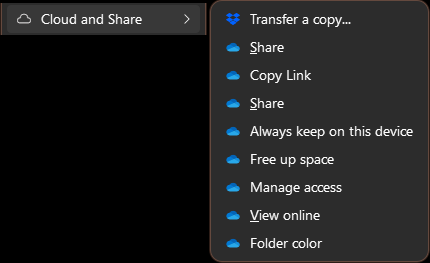 Cloud and Share
Transfer a copy...
Share
Copy Link
Share
Always keep on this device
Free up space
Manage access
View online
Folder color